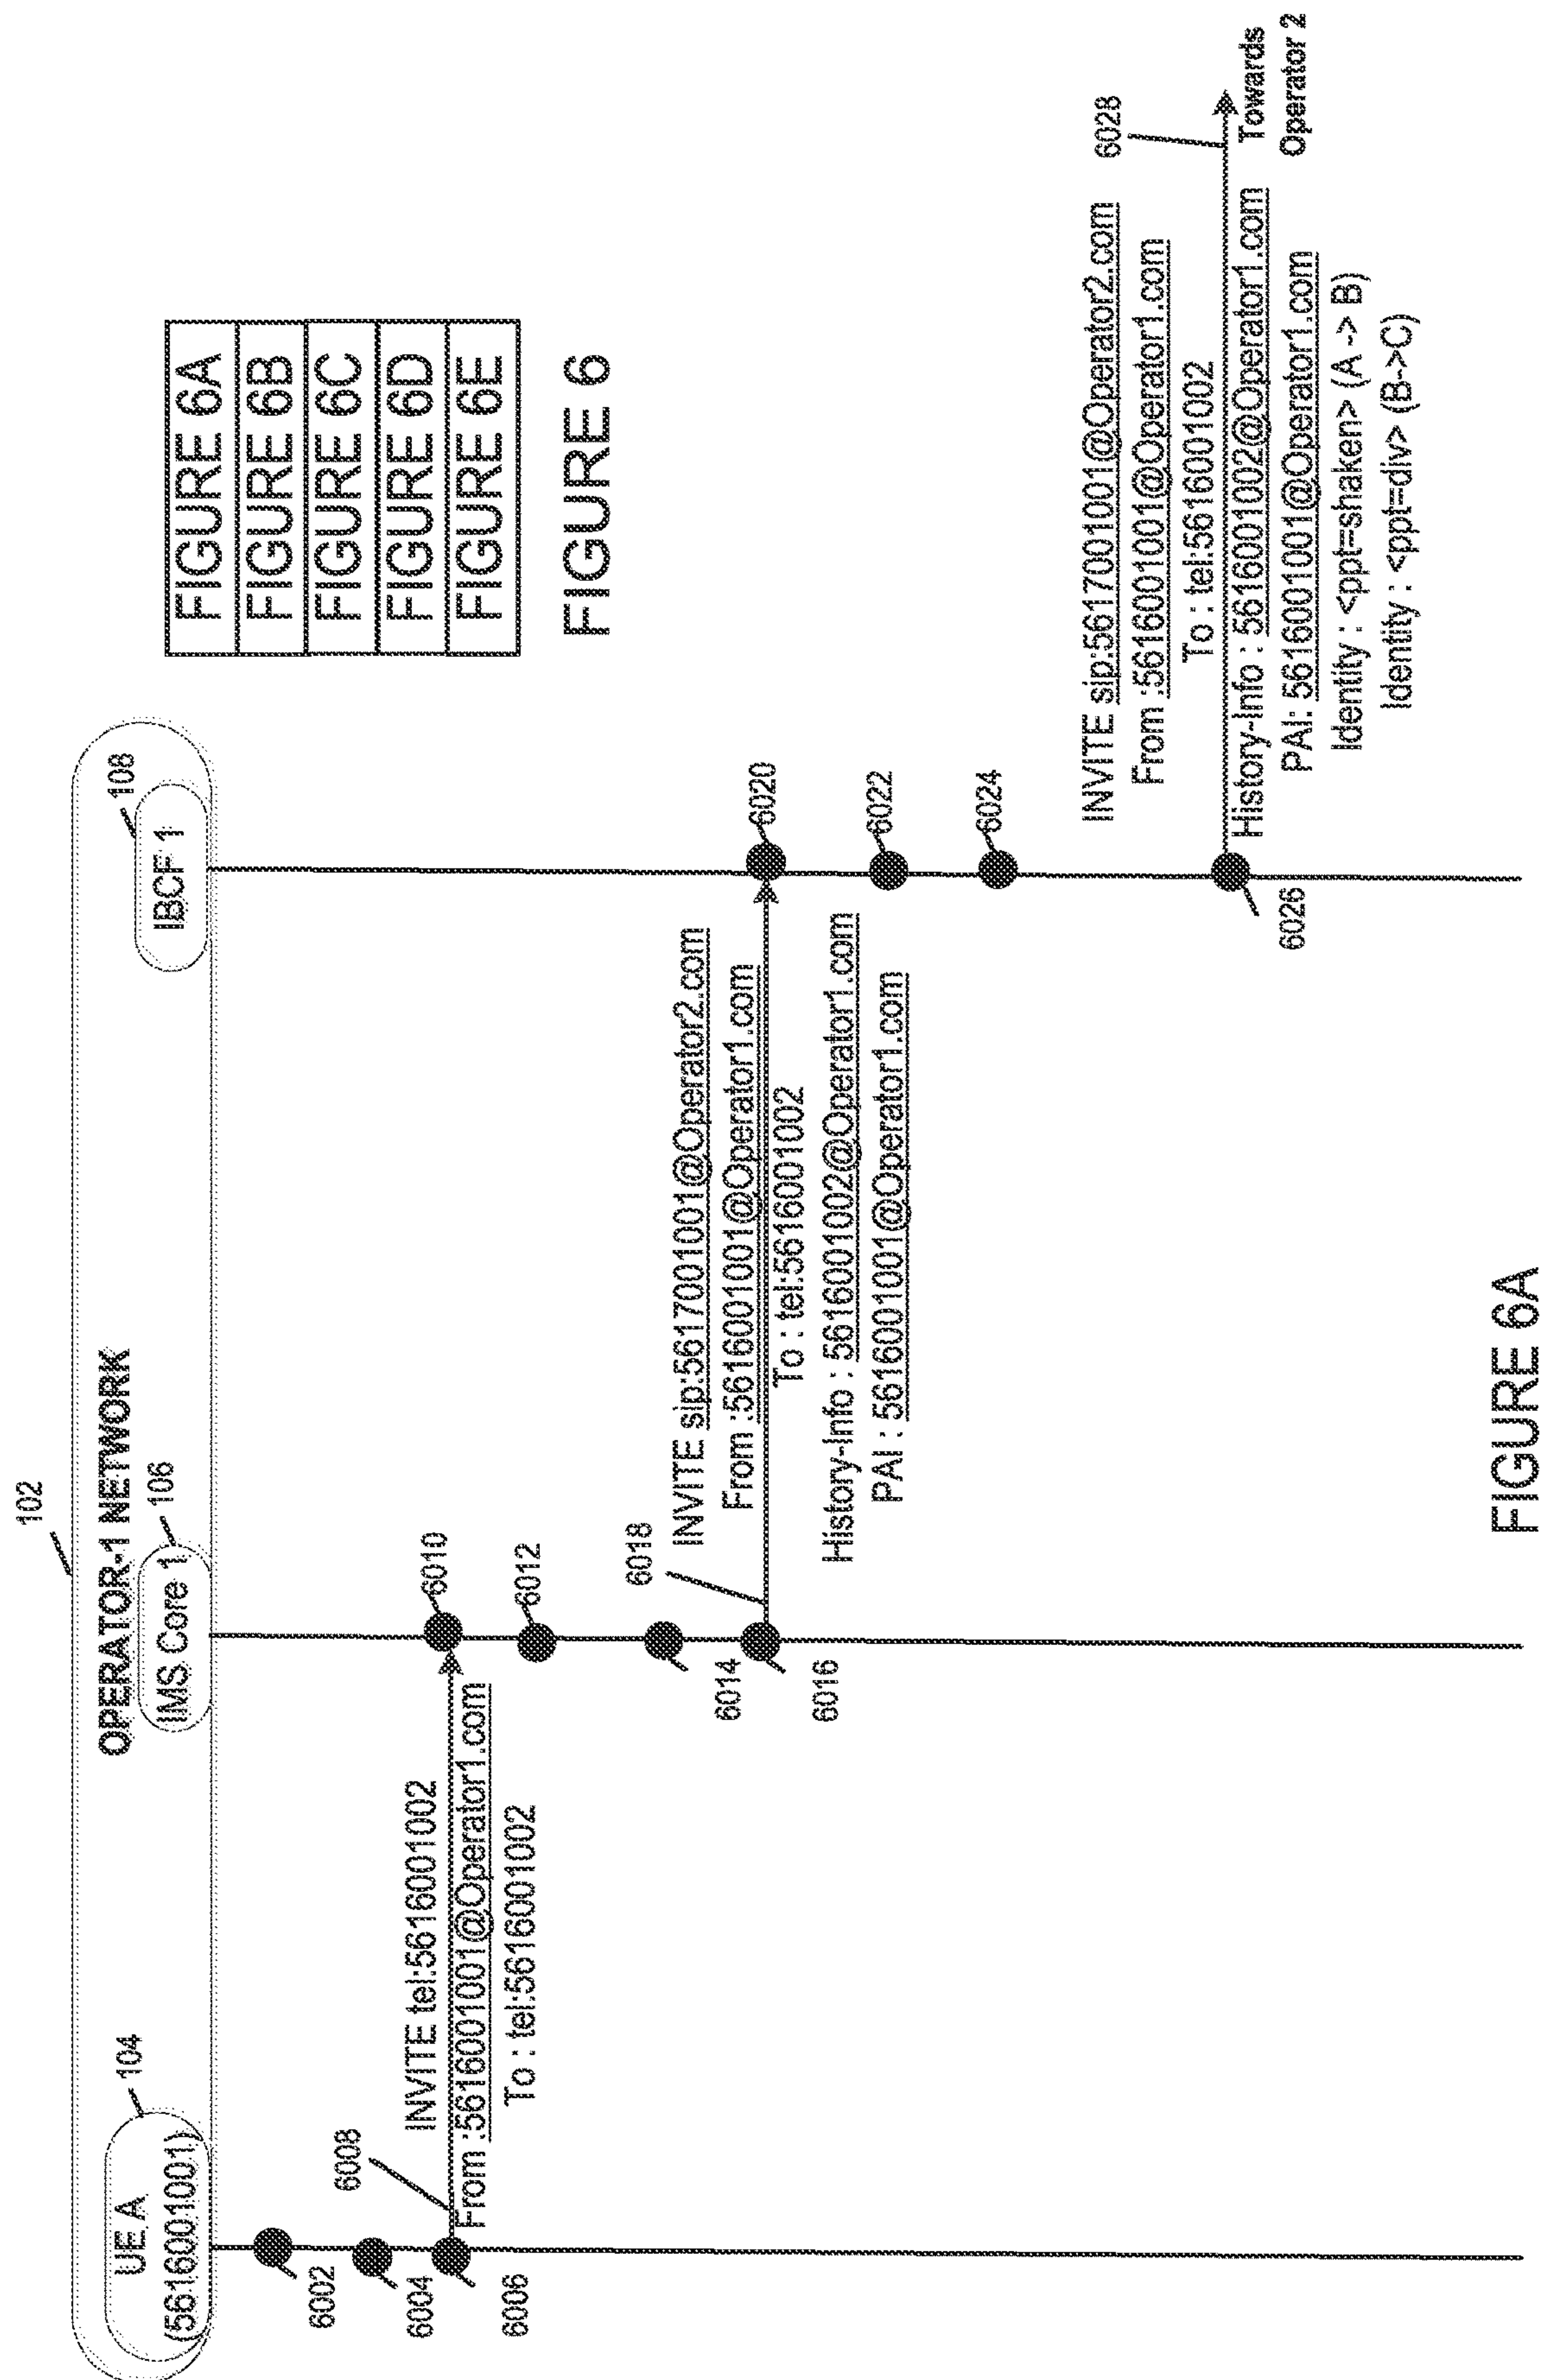 102
OPERATOR-1 NETWORK
UE A
(5616001001)
104
IMS Core 1
106
IBCF 1
108
6002
6004
6006
6008
INVITE tel:5616001002
From :5616001001@Operator1.com
To : tel:5616001002
6010
6012
6014
6016
6018
INVITE sip:5617001001@Operator2.com
From :5616001001@Operator1.com
To : tel:5616001002
History-Info : 5616001002@Operator1.com
PAI : 5616001001@Operator1.com
6020
6022
6024
6026
INVITE sip:5617001001@Operator2.com
From :5616001001@Operator1.com
To : tel:5616001002
History-Info : 5616001002@Operator1.com
PAI: 5616001001@Operator1.com
Identity : <ppt=shaken> (A -> B)
Identity : <ppt=div> (B->C)
6028
Towards
Operator 2
FIGURE 6A
FIGURE 6B
FIGURE 6C
FIGURE 6D
FIGURE 6E
FIGURE 6
FIGURE 6A